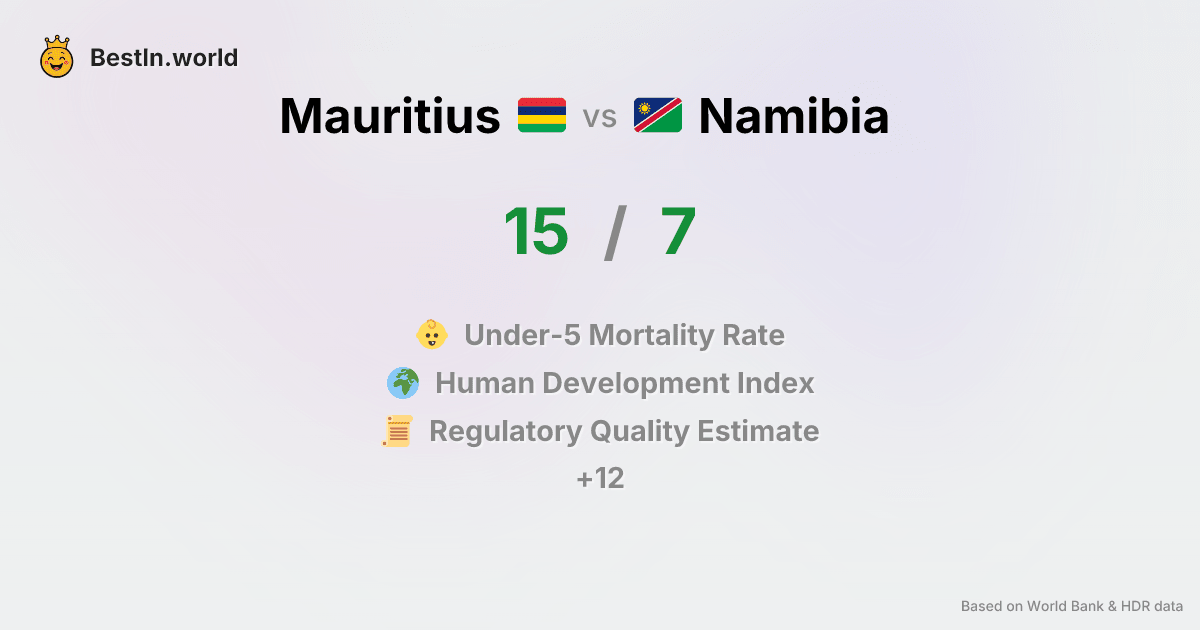 BestIn.world
Mauritius vs Namibia
15 / 7
Under-5 Mortality Rate
Human Development Index
Regulatory Quality Estimate
+12
Based on World Bank & HDR data